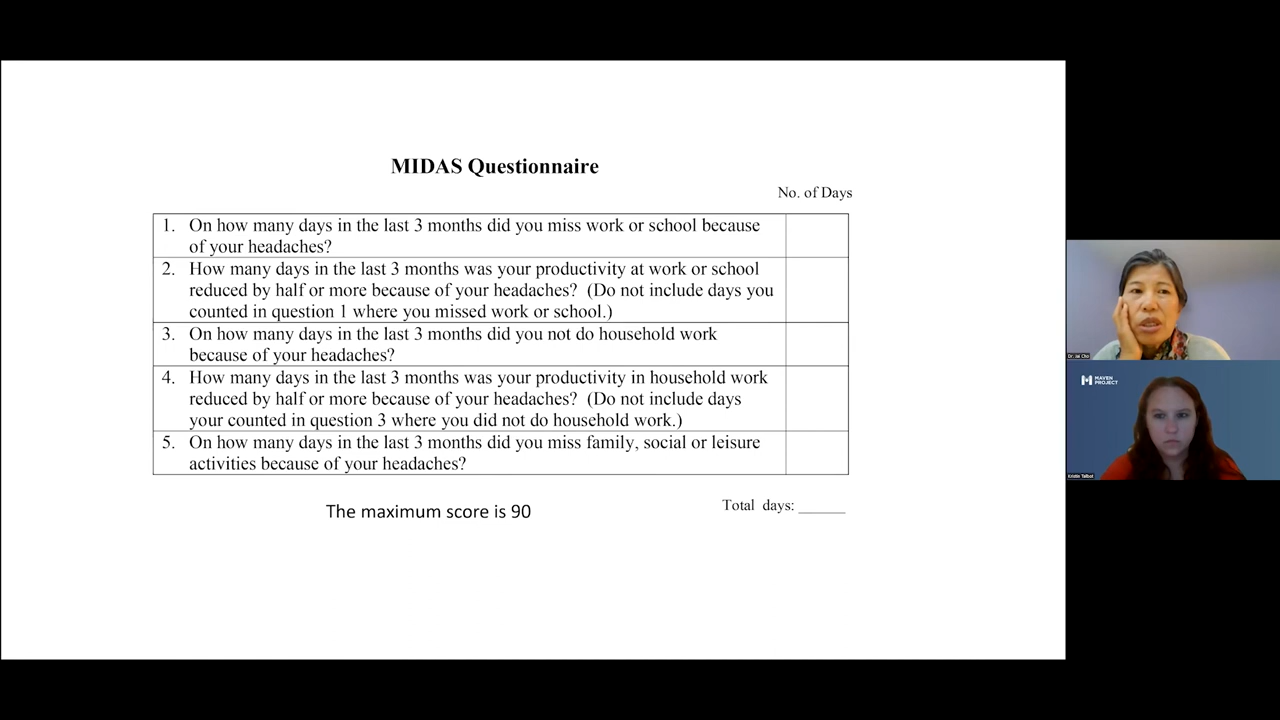 MIDAS Questionnaire
No. of Days
1. On how many days in the last 3 months did you miss work or school because
of your headaches?
2. How many days in the last 3 months was your productivity at work or school
reduced by half or more because of your headaches? (Do not include days you
counted in question 1 where you missed work or school.)
3. On how many days in the last 3 months did you not do household work
because of your headaches?
4. How many days in the last 3 months was your productivity in household work
reduced by half or more because of your headaches? (Do not include days
your counted in question 3 where you did not do household work.)
5. On how many days in the last 3 months did you miss family, social or leisure
activities because of your headaches?
The maximum score is 90
Total days: ______
Dr. Jai Cho
MAVEN
PROJECT
Kristin Talbot